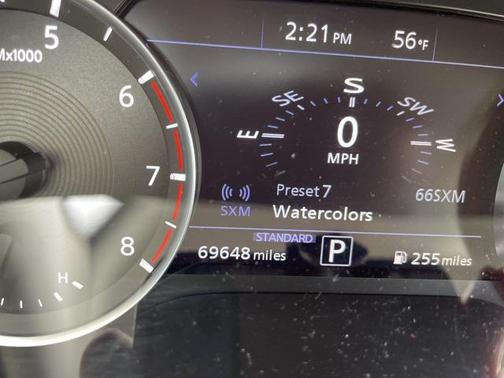 2:21 PM 56°F
5
x1000
6
7
8
H
S
SE SW
E W
0
MPH
Preset 7 66SXM
SXM Watercolors
STANDARD
69648 miles P 255 miles